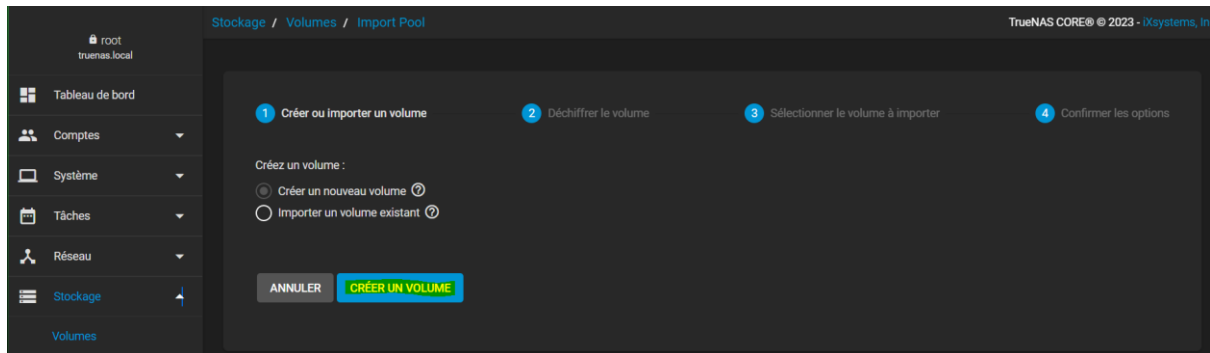 root
truenas.local
Tableau de bord
Comptes
Système
Tâches
Réseau
Stockage
Volumes
Stockage / Volumes / Import Pool
TrueNAS CORE® © 2023 - iXsystems, In
1 Créer ou importer un volume
2 Déchiffrer le volume
3 Sélectionner le volume à importer
4 Confirmer les options
Créez un volume :
Créer un nouveau volume
Importer un volume existant
ANNULER
CRÉER UN VOLUME